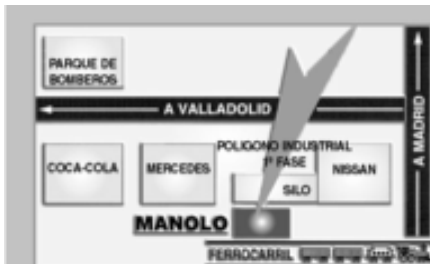 PARQUE DE
BOMBEROS
A VALLADOLID
A MADRID
POLIGONO INDUSTRIAL
1ª FASE
COCA-COLA
MERCEDES
NISSAN
SILO
MANOLO
FERROCARRIL